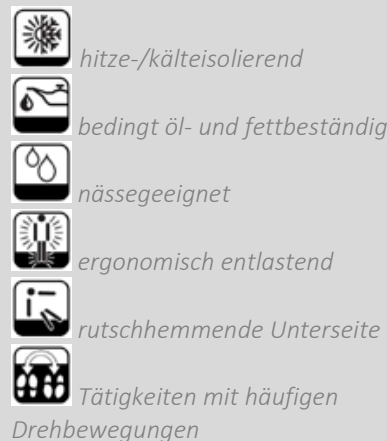 hitze-/kälteisolierend
bedingt öl- und fettbeständig
nässegeeignet
ergonomisch entlastend
rutschhemmende Unterseite
Tätigkeiten mit häufigen
Drehbewegungen